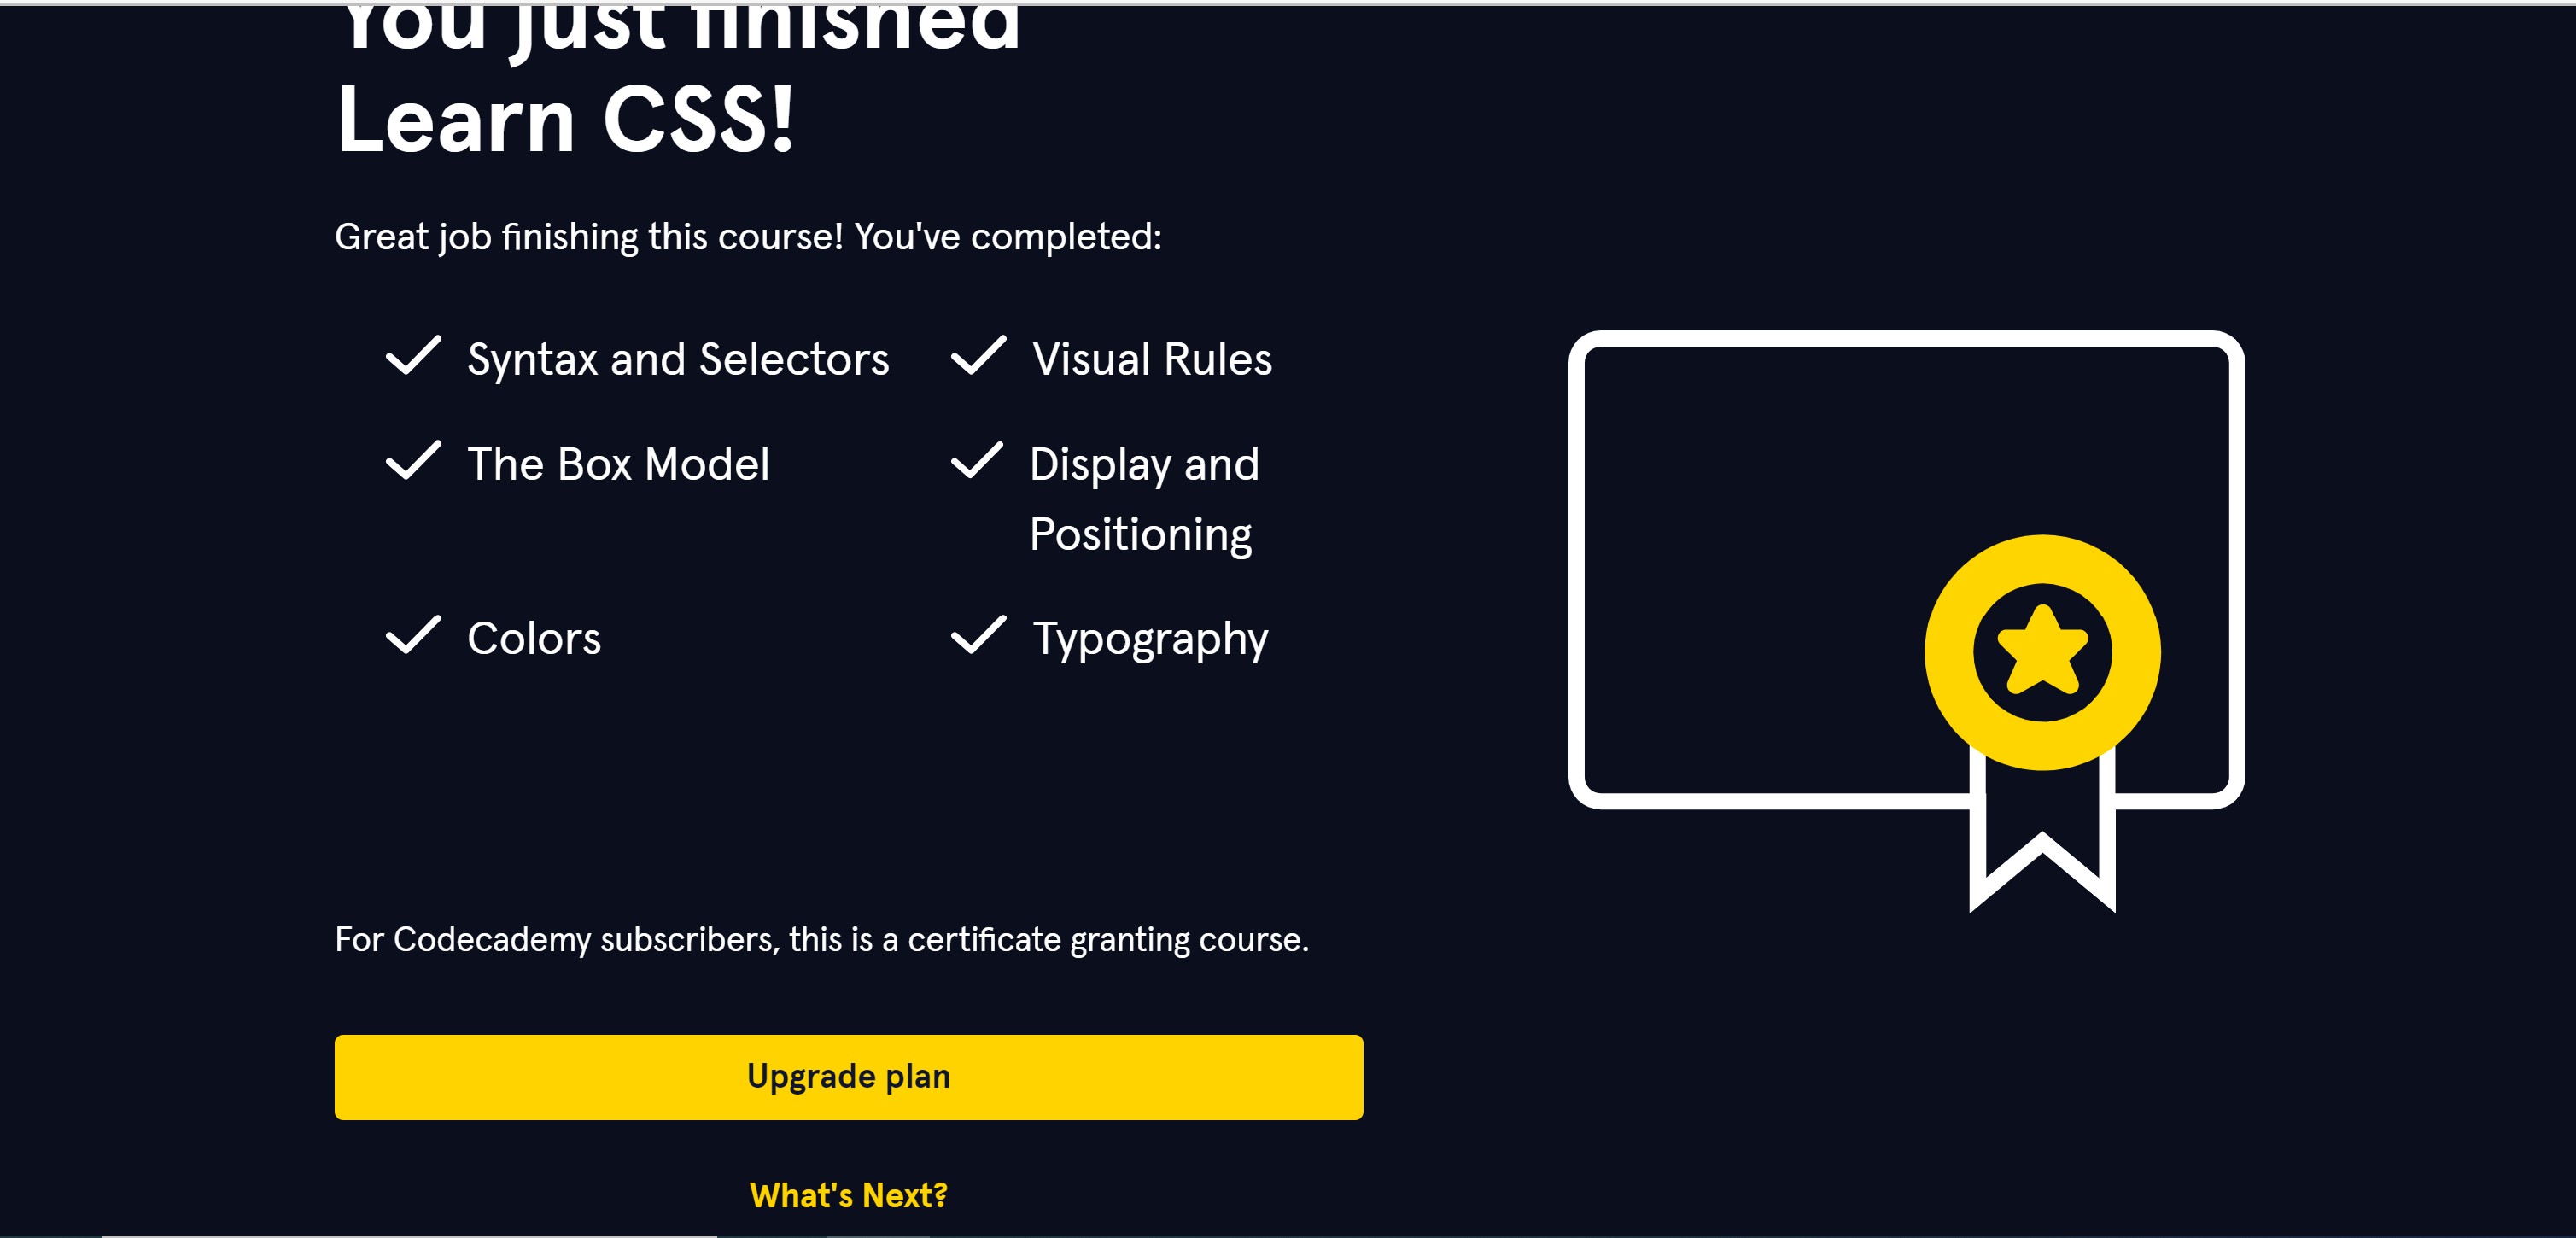 You just finished
Learn CSS!
Great job finishing this course! You've completed:
Syntax and Selectors
Visual Rules
The Box Model
Display and
Positioning
Colors
Typography
For Codecademy subscribers, this is a certificate granting course.
Upgrade plan
What's Next?